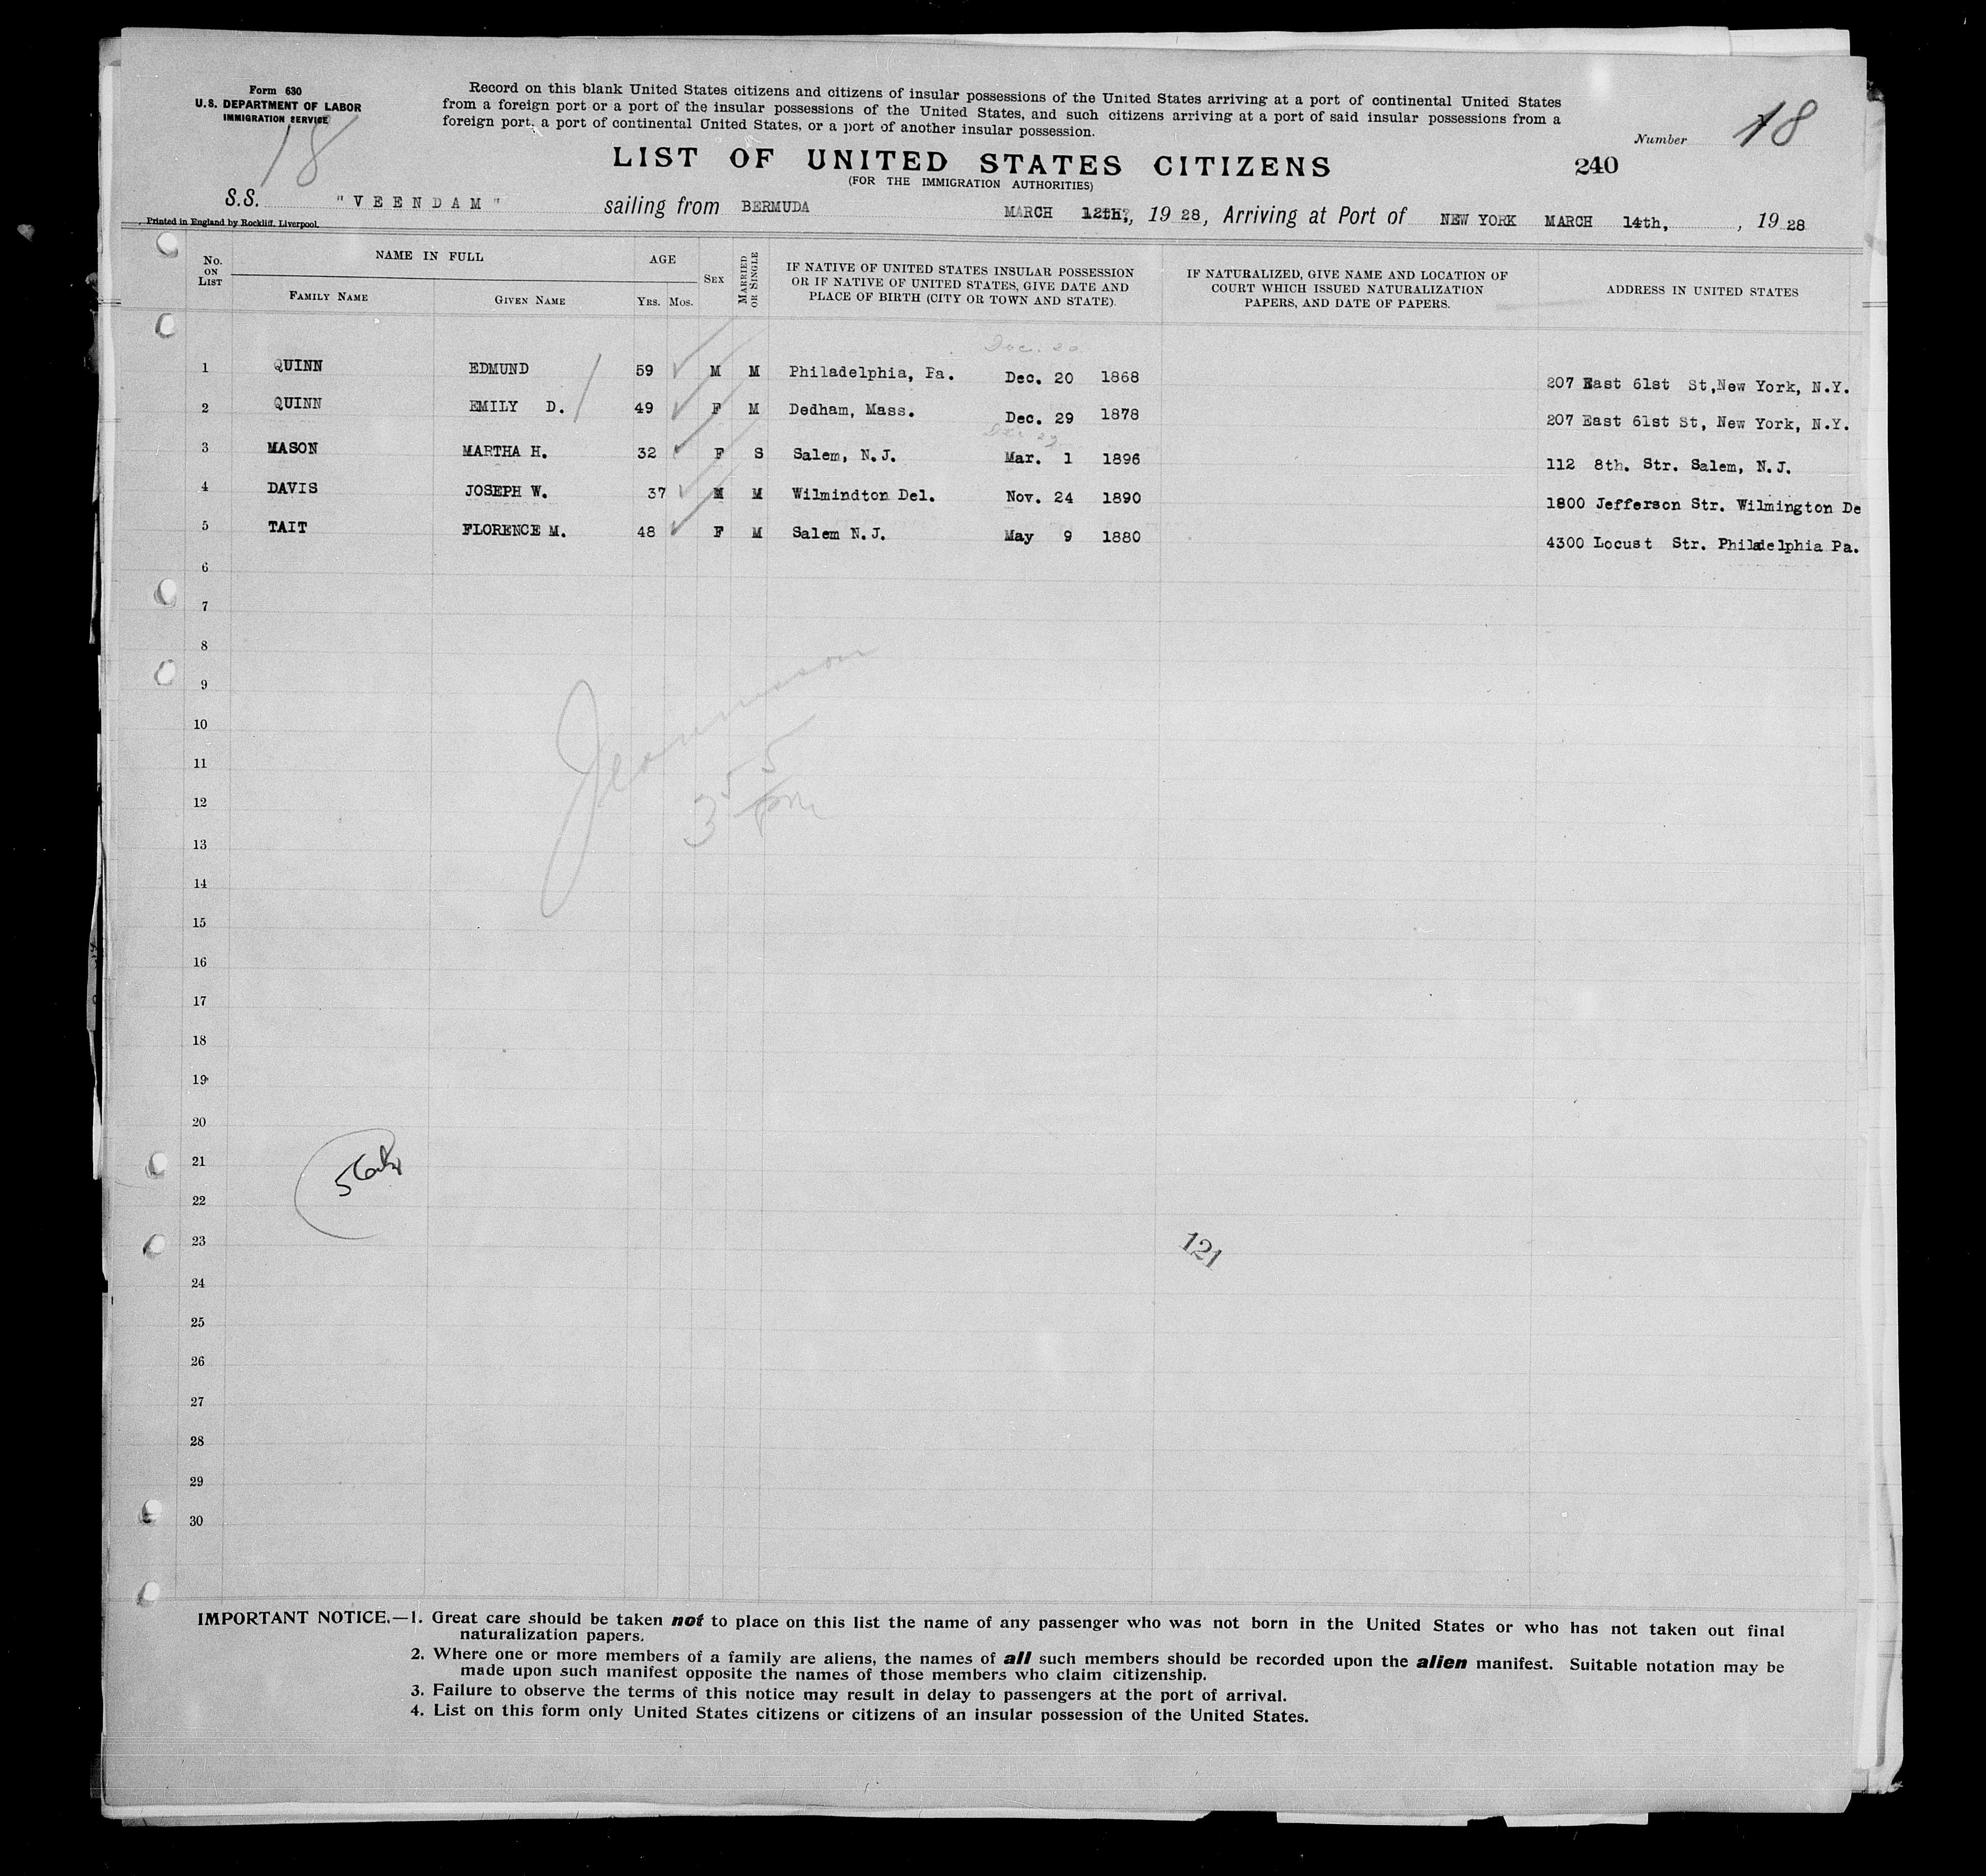 Form 630
U.S. DEPARTMENT OF LABOR
IMMIGRATION SERVICE
18
Record on this blank United States citizens and citizens of insular possessions of the United States arriving at a port of continental United States
from a foreign port or a port of the insular possessions of the United States, and such citizens arriving at a port of said insular possessions from a
foreign port, a port of continental United States, or a port of another insular possession.
Number 18
LIST OF UNITED STATES CITIZENS
240
(FOR THE IMMIGRATION AUTHORITIES)
S.S. "VEENDAM" sailing from BERMUDA MARCH 12th, 1928, Arriving at Port of NEW YORK MARCH 14th, , 1928
Printed in England by Rockliff, Liverpool.
No. ON LIST
NAME IN FULL
FAMILY NAME GIVEN NAME
AGE
Yrs. Mos.
SEX
MARRIED OR SINGLE
IF NATIVE OF UNITED STATES INSULAR POSSESSION
OR IF NATIVE OF UNITED STATES, GIVE DATE AND
PLACE OF BIRTH (CITY OR TOWN AND STATE).
IF NATURALIZED, GIVE NAME AND LOCATION OF
COURT WHICH ISSUED NATURALIZATION
PAPERS, AND DATE OF PAPERS.
ADDRESS IN UNITED STATES
Dec. 20
1 QUINN EDMUND 59 M M Philadelphia, Pa. Dec. 20 1868 207 East 61st St,New York, N.Y.
2 QUINN EMILY D. 49 F M Dedham, Mass. Dec. 29 1878 207 East 61st St, New York, N.Y.
Dec 29
3 MASON MARTHA H. 32 F S Salem, N.J. Mar. 1 1896 112 8th. Str. Salem, N.J.
4 DAVIS JOSEPH W. 37 M M Wilmindton Del. Nov. 24 1890 1800 Jefferson Str. Wilmington De
5 TAIT FLORENCE M. 48 F M Salem N.J. May 9 1880 4300 Locust Str. Philadelphia Pa.
6
7
8
9
10
11
12
13
14
15
16
17
18
19
20
21
22
23
121
24
25
26
27
28
29
30
IMPORTANT NOTICE.—1. Great care should be taken not to place on this list the name of any passenger who was not born in the United States or who has not taken out final
naturalization papers.
2. Where one or more members of a family are aliens, the names of all such members should be recorded upon the alien manifest. Suitable notation may be
made upon such manifest opposite the names of those members who claim citizenship.
3. Failure to observe the terms of this notice may result in delay to passengers at the port of arrival.
4. List on this form only United States citizens or citizens of an insular possession of the United States.